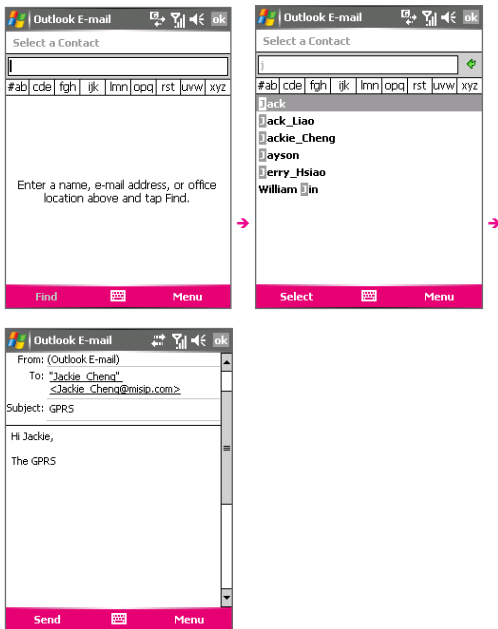 Outlook E-mail ok
Select a Contact
#ab cde fgh ijk lmn opq rst uvw xyz
Enter a name, e-mail address, or office
location above and tap Find.
Find Menu
Outlook E-mail ok
Select a Contact
j
#ab cde fgh ijk lmn opq rst uvw xyz
Jack
Jack_Liao
Jackie_Cheng
Jayson
Jerry_Hsiao
William Jin
Select Menu
Outlook E-mail ok
From: (Outlook E-mail)
To: "Jackie_Cheng"
<Jackie_Cheng@misip.com>
Subject: GPRS
Hi Jackie,
The GPRS
Send Menu